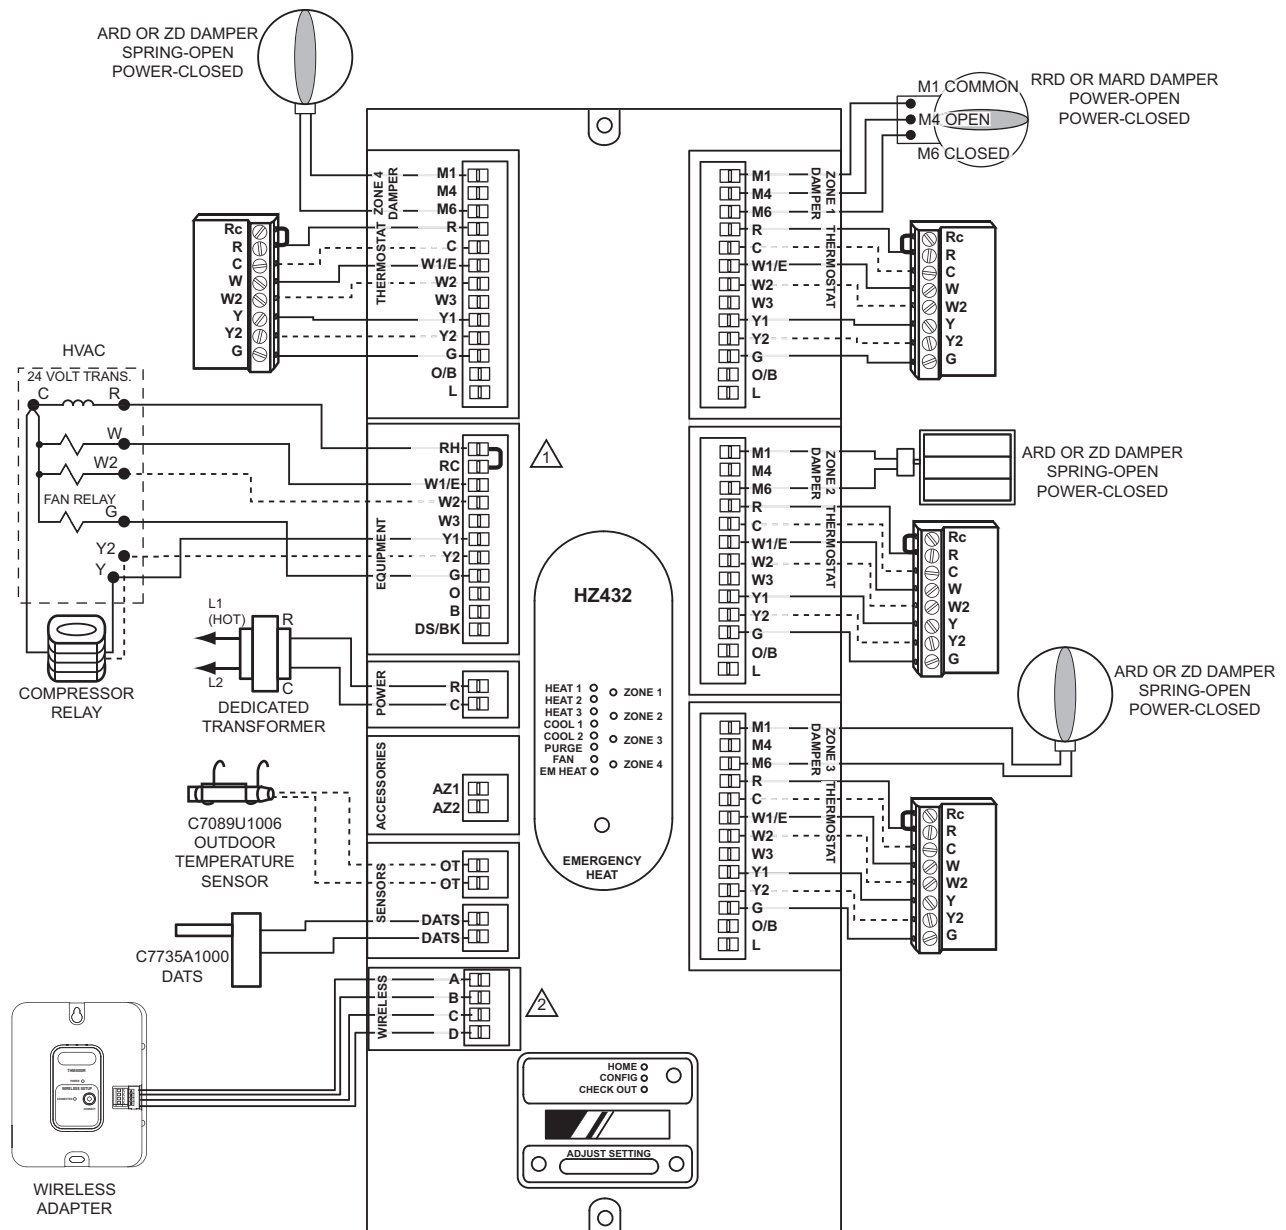 ARD OR ZD DAMPER
SPRING-OPEN
POWER-CLOSED
M1 COMMON
M4 OPEN
M6 CLOSED
RRD OR MARD DAMPER
POWER-OPEN
POWER-CLOSED
ZONE 4
DAMPER
THERMOSTAT
M1
M4
M6
R
C
W1/E
W2
W3
Y1
Y2
G
O/B
L
Rc
R
C
W
W2
Y
Y2
G
ZONE 1
DAMPER
THERMOSTAT
M1
M4
M6
R
C
W1/E
W2
W3
Y1
Y2
G
O/B
L
Rc
R
C
W
W2
Y
Y2
G
HVAC
24 VOLT TRANS.
C
R
W
W2
FAN RELAY
G
Y2
Y
COMPRESSOR
RELAY
EQUIPMENT
RH
RC
W1/E
W2
W3
Y1
Y2
G
O
B
DS/BK
1
ZONE 2
DAMPER
THERMOSTAT
M1
M4
M6
R
C
W1/E
W2
W3
Y1
Y2
G
O/B
L
ARD OR ZD DAMPER
SPRING-OPEN
POWER-CLOSED
Rc
R
C
W
W2
Y
Y2
G
L1
(HOT)
R
L2
C
DEDICATED
TRANSFORMER
POWER
R
C
HZ432
HEAT 1
HEAT 2
HEAT 3
COOL 1
COOL 2
PURGE
FAN
EM HEAT
ZONE 1
ZONE 2
ZONE 3
ZONE 4
EMERGENCY
HEAT
ARD OR ZD DAMPER
SPRING-OPEN
POWER-CLOSED
ZONE 3
DAMPER
THERMOSTAT
M1
M4
M6
R
C
W1/E
W2
W3
Y1
Y2
G
O/B
L
Rc
R
C
W
W2
Y
Y2
G
ACCESSORIES
AZ1
AZ2
C7089U1006
OUTDOOR
TEMPERATURE
SENSOR
SENSORS
OT
OT
DATS
DATS
C7735A1000
DATS
WIRELESS
A
B
C
D
2
WIRELESS SETUP
WIRELESS
ADAPTER
HOME
CONFIG
CHECK OUT
ADJUST SETTING